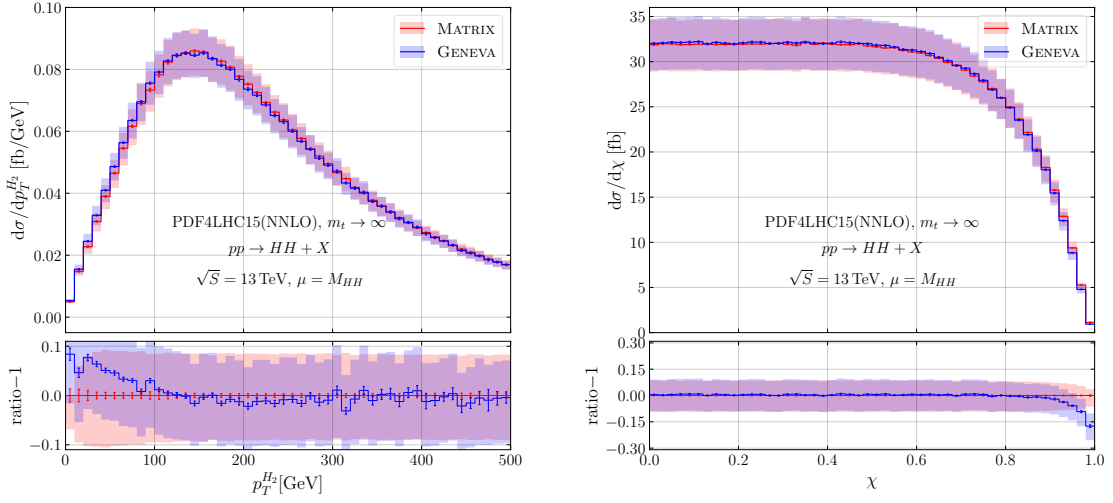 MATRIX
GENEVA
0.10
0.08
0.06
0.04
0.02
0.00
dσ/dp_T^{H_2} [fb/GeV]
PDF4LHC15(NNLO), m_t → ∞
pp → HH + X
√S = 13 TeV, μ = M_{HH}
0.1
0.0
−0.1
ratio−1
0 100 200 300 400 500
p_T^{H_2}[GeV]
MATRIX
GENEVA
35
30
25
20
15
10
5
0
dσ/dχ [fb]
PDF4LHC15(NNLO), m_t → ∞
pp → HH + X
√S = 13 TeV, μ = M_{HH}
0.30
0.15
0.00
−0.15
−0.30
ratio−1
0.0 0.2 0.4 0.6 0.8 1.0
χ